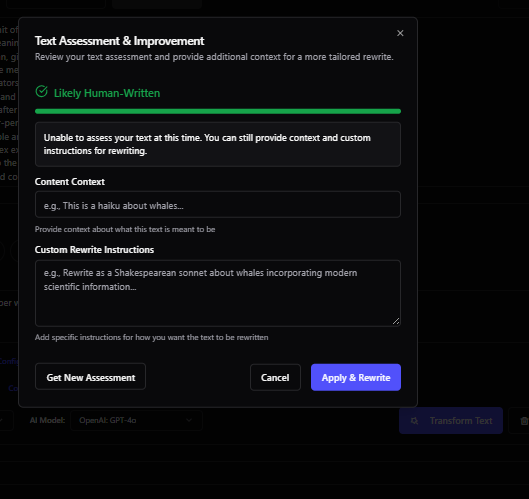 Text Assessment & Improvement
Review your text assessment and provide additional context for a more tailored rewrite.
Likely Human-Written
Unable to assess your text at this time. You can still provide context and custom
instructions for rewriting.
Content Context
e.g., This is a haiku about whales...
Provide context about what this text is meant to be
Custom Rewrite Instructions
e.g., Rewrite as a Shakespearean sonnet about whales incorporating modern
scientific information...
Add specific instructions for how you want the text to be rewritten
Get New Assessment
Cancel
Apply & Rewrite
AI Model:
OpenAI: GPT-4o
Transform Text